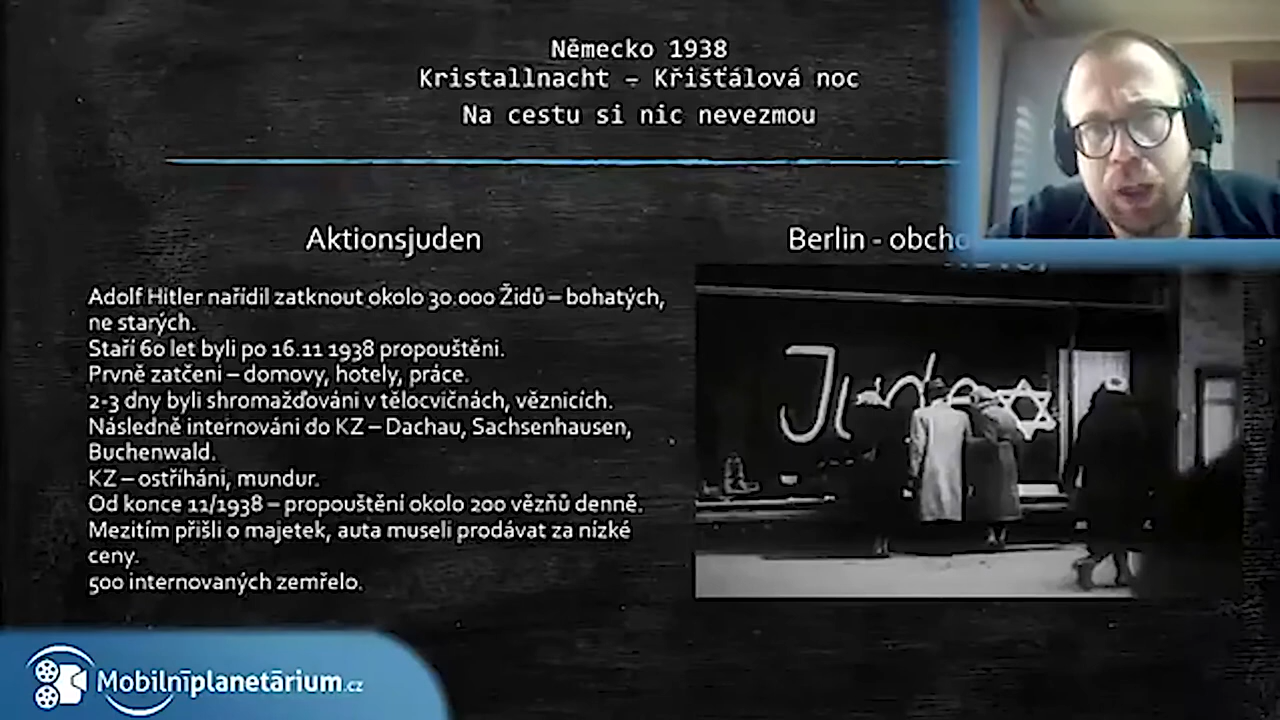 Německo 1938
Kristallnacht – Křišťálová noc
Na cestu si nic nevezmou
Aktionsjuden
Adolf Hitler nařídil zatknout okolo 30.000 Židů – bohatých,
ne starých.
Staří 60 let byli po 16.11 1938 propouštěni.
Prvně zatčeni – domovy, hotely, práce.
2-3 dny byli shromažďováni v tělocvičnách, věznicích.
Následně internováni do KZ – Dachau, Sachsenhausen,
Buchenwald.
KZ – ostříháni, mundur.
Od konce 11/1938 – propouštění okolo 200 vězňů denně.
Mezitím přišli o majetek, auta museli prodávat za nízké
ceny.
500 internovaných zemřelo.
Berlin - obcho
Mobilníplanetárium.cz